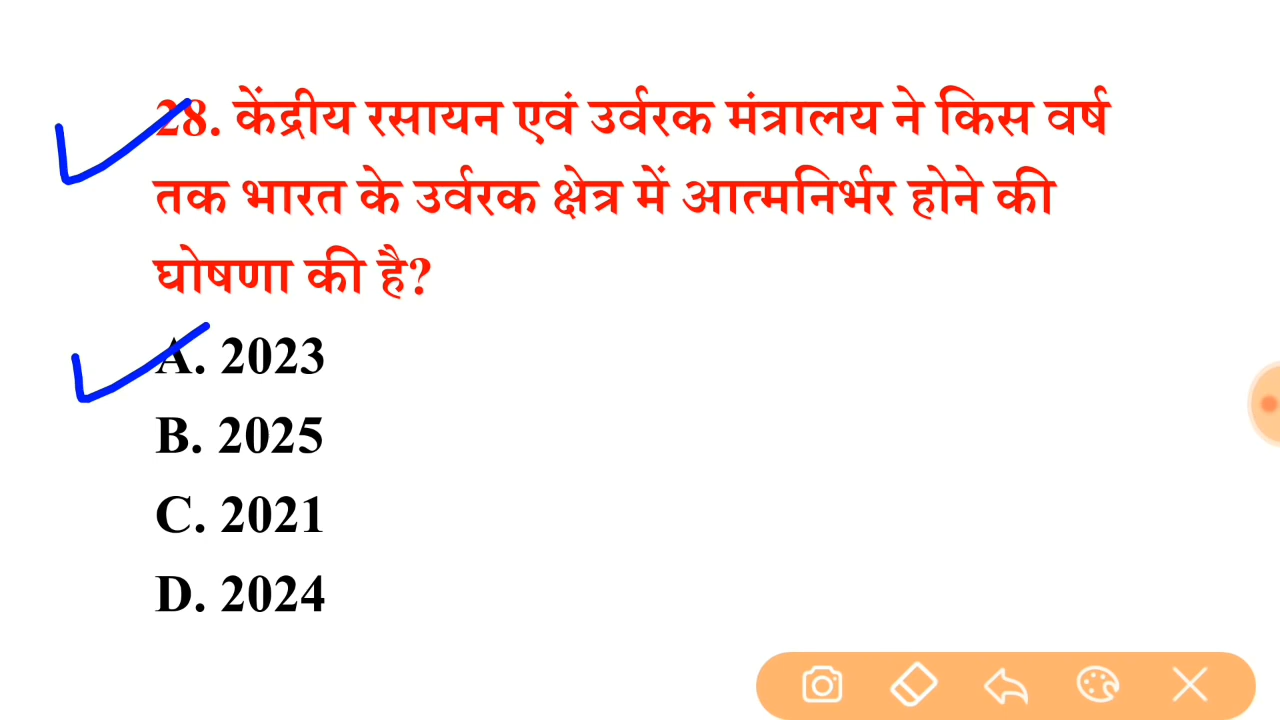 28. केंद्रीय रसायन एवं उर्वरक मंत्रालय ने किस वर्ष
तक भारत के उर्वरक क्षेत्र में आत्मनिर्भर होने की
घोषणा की है?
A. 2023
B. 2025
C. 2021
D. 2024